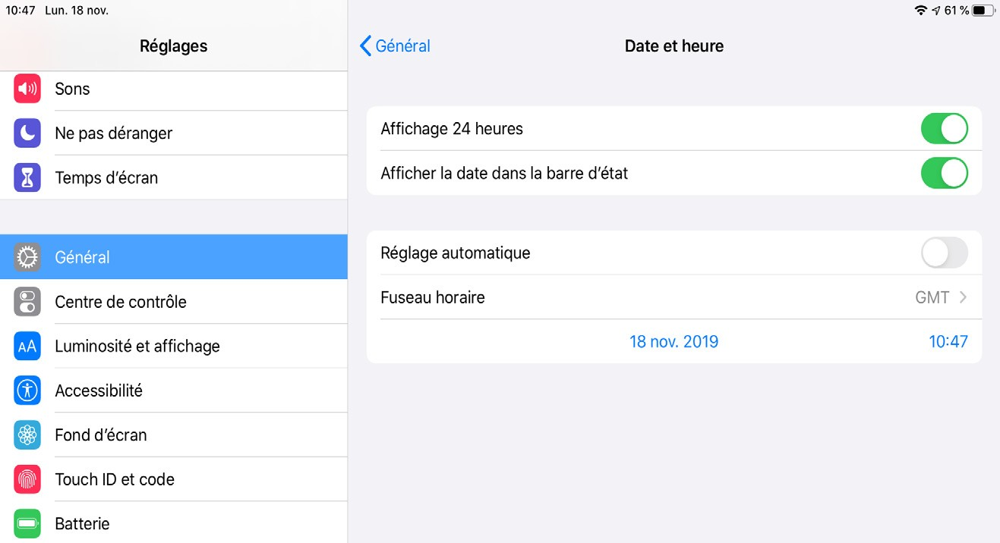 10:47 Lun. 18 nov.
61 %
Réglages
Sons
Ne pas déranger
Temps d’écran
Général
Centre de contrôle
AA
Luminosité et affichage
Accessibilité
Fond d’écran
Touch ID et code
Batterie
Général
Date et heure
Affichage 24 heures
Afficher la date dans la barre d’état
Réglage automatique
Fuseau horaire GMT
18 nov. 2019 10:47